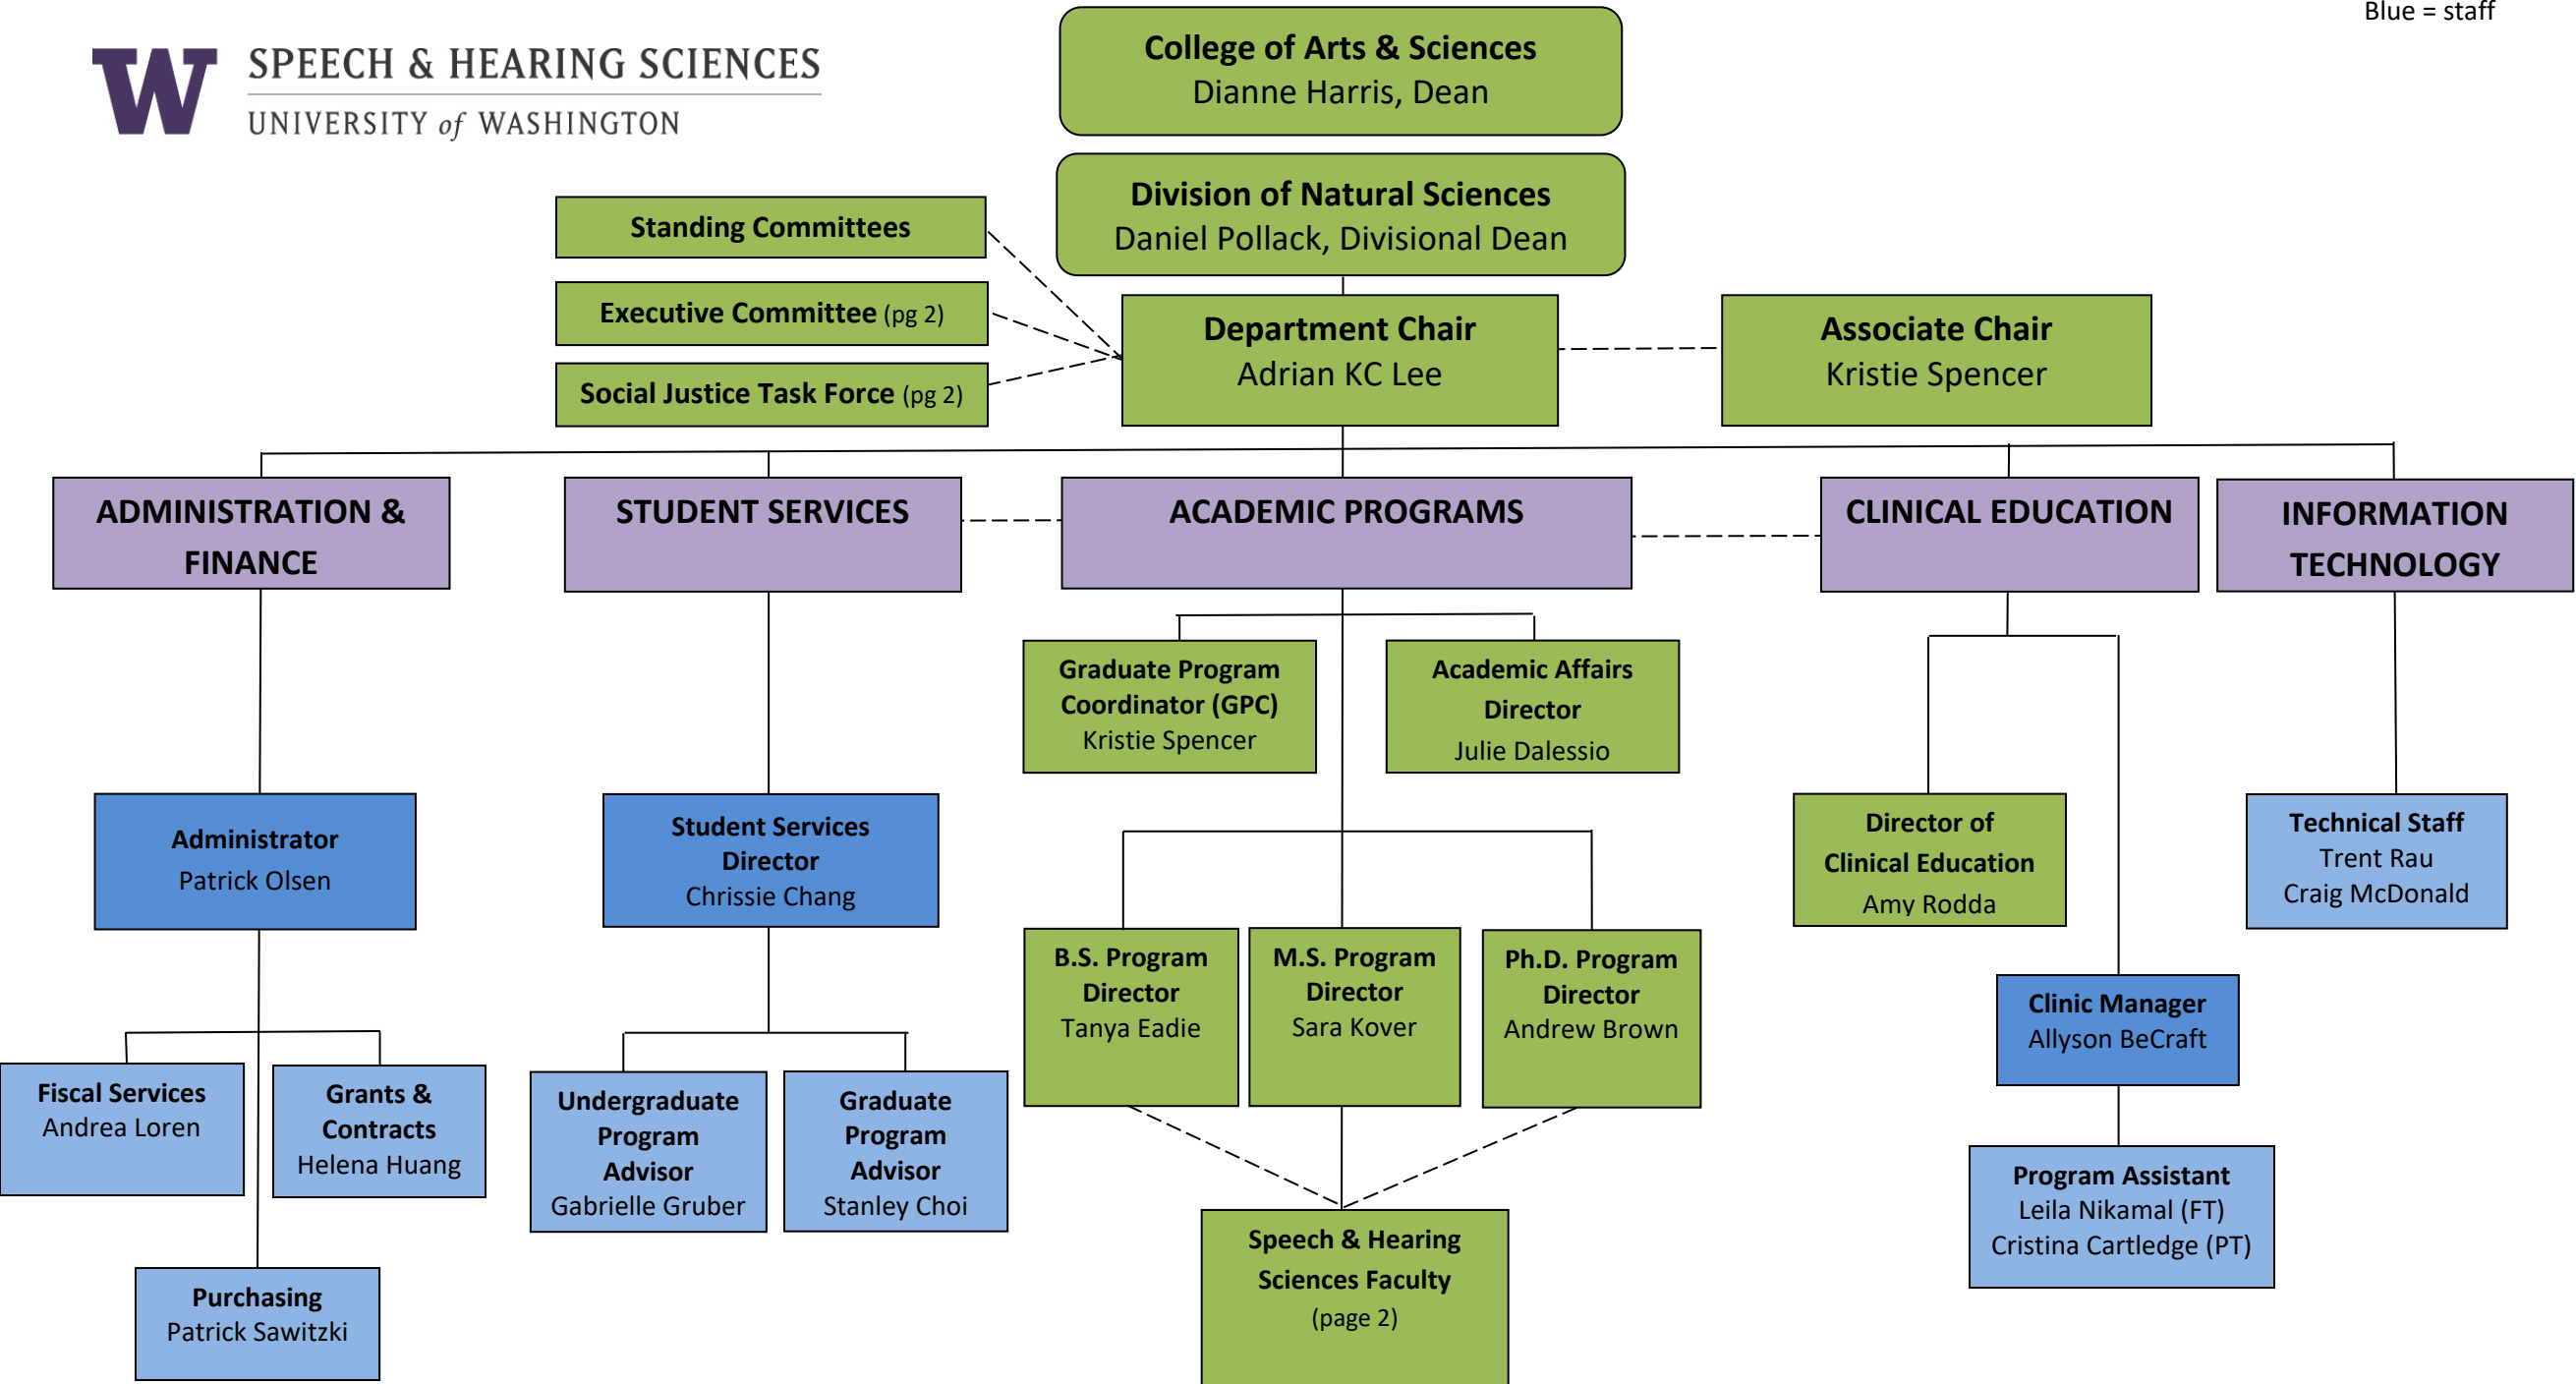 Blue = staff
W
SPEECH & HEARING SCIENCES
UNIVERSITY of WASHINGTON
College of Arts & Sciences
Dianne Harris, Dean
Division of Natural Sciences
Daniel Pollack, Divisional Dean
Standing Committees
Executive Committee (pg 2)
Social Justice Task Force (pg 2)
Department Chair
Adrian KC Lee
Associate Chair
Kristie Spencer
ADMINISTRATION &
FINANCE
STUDENT SERVICES
ACADEMIC PROGRAMS
CLINICAL EDUCATION
INFORMATION
TECHNOLOGY
Graduate Program
Coordinator (GPC)
Kristie Spencer
Academic Affairs
Director
Julie Dalessio
Administrator
Patrick Olsen
Student Services
Director
Chrissie Chang
Director of
Clinical Education
Amy Rodda
Technical Staff
Trent Rau
Craig McDonald
B.S. Program
Director
Tanya Eadie
M.S. Program
Director
Sara Kover
Ph.D. Program
Director
Andrew Brown
Clinic Manager
Allyson BeCraft
Fiscal Services
Andrea Loren
Grants &
Contracts
Helena Huang
Undergraduate
Program
Advisor
Gabrielle Gruber
Graduate
Program
Advisor
Stanley Choi
Program Assistant
Leila Nikamal (FT)
Cristina Cartledge (PT)
Speech & Hearing
Sciences Faculty
(page 2)
Purchasing
Patrick Sawitzki